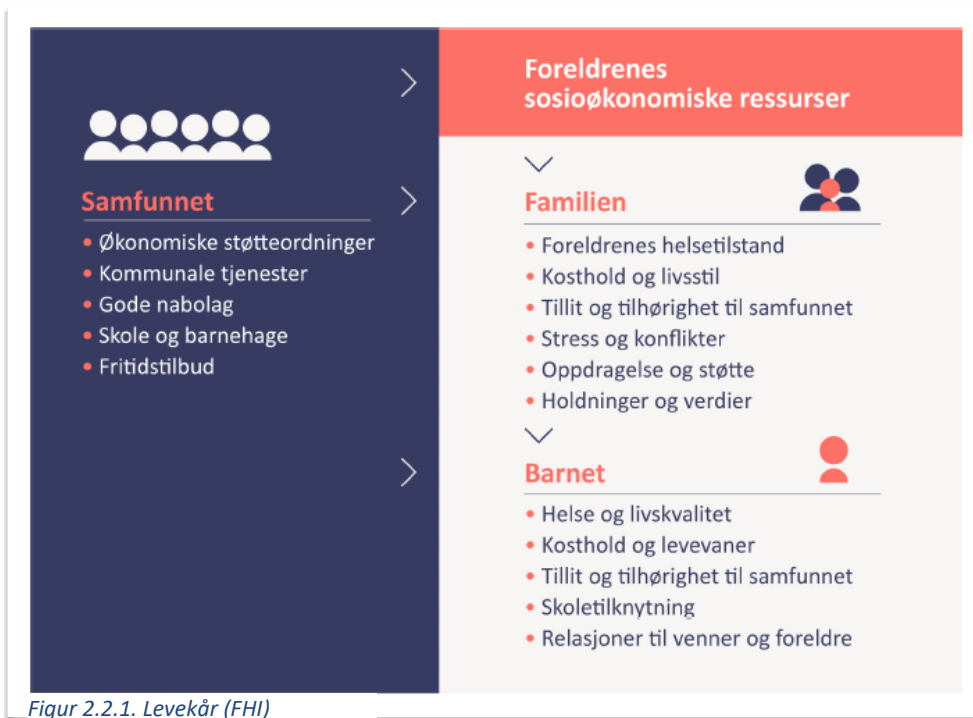 Samfunnet
• Økonomiske støtteordninger
• Kommunale tjenester
• Gode nabolag
• Skole og barnehage
• Fritidstilbud
Foreldrenes
sosioøkonomiske ressurser
Familien
• Foreldrenes helsetilstand
• Kosthold og livsstil
• Tillit og tilhørighet til samfunnet
• Stress og konflikter
• Oppdragelse og støtte
• Holdninger og verdier
Barnet
• Helse og livskvalitet
• Kosthold og levevaner
• Tillit og tilhørighet til samfunnet
• Skoletilknytning
• Relasjoner til venner og foreldre
Figur 2.2.1. Levekår (FHI)